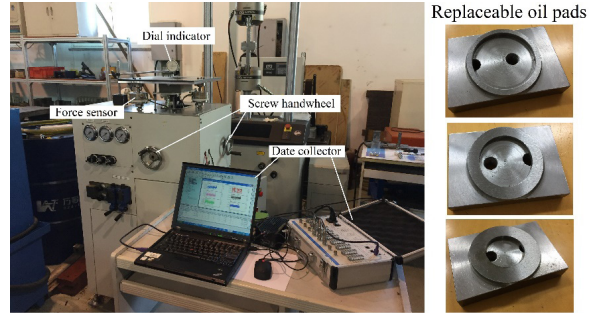 Replaceable oil pads
Dial indicator
Force sensor
Screw handwheel
Date collector